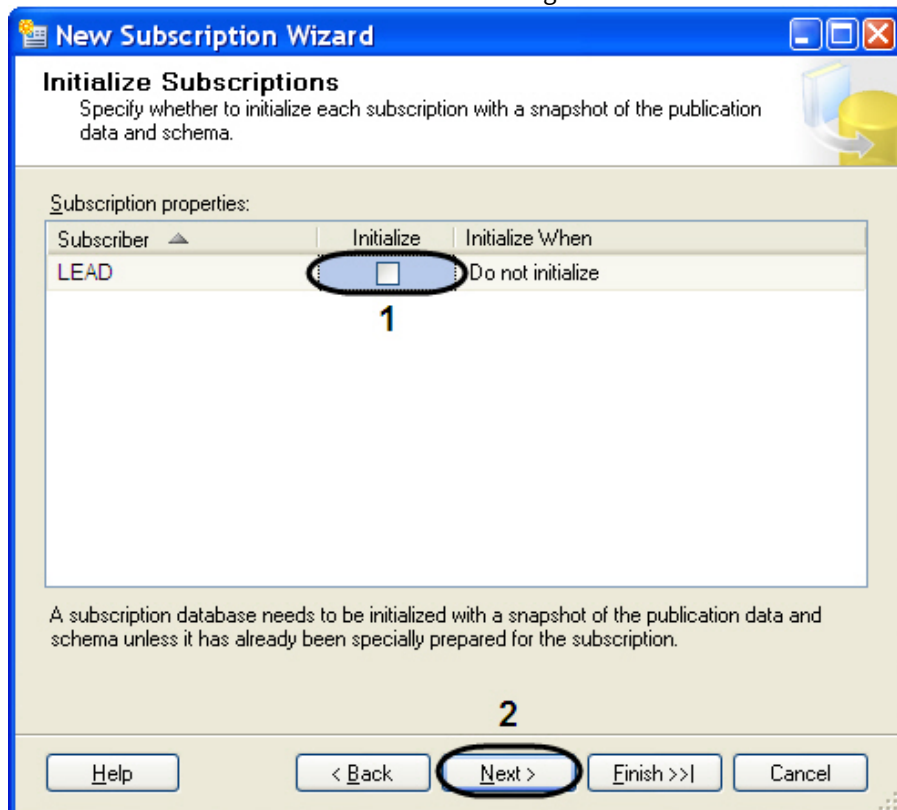 New Subscription Wizard
Initialize Subscriptions
Specify whether to initialize each subscription with a snapshot of the publication
data and schema.
Subscription properties:
Subscriber Initialize Initialize When
LEAD Do not initialize
1
A subscription database needs to be initialized with a snapshot of the publication data and
schema unless it has already been specially prepared for the subscription.
2
Help < Back Next > Finish >>| Cancel